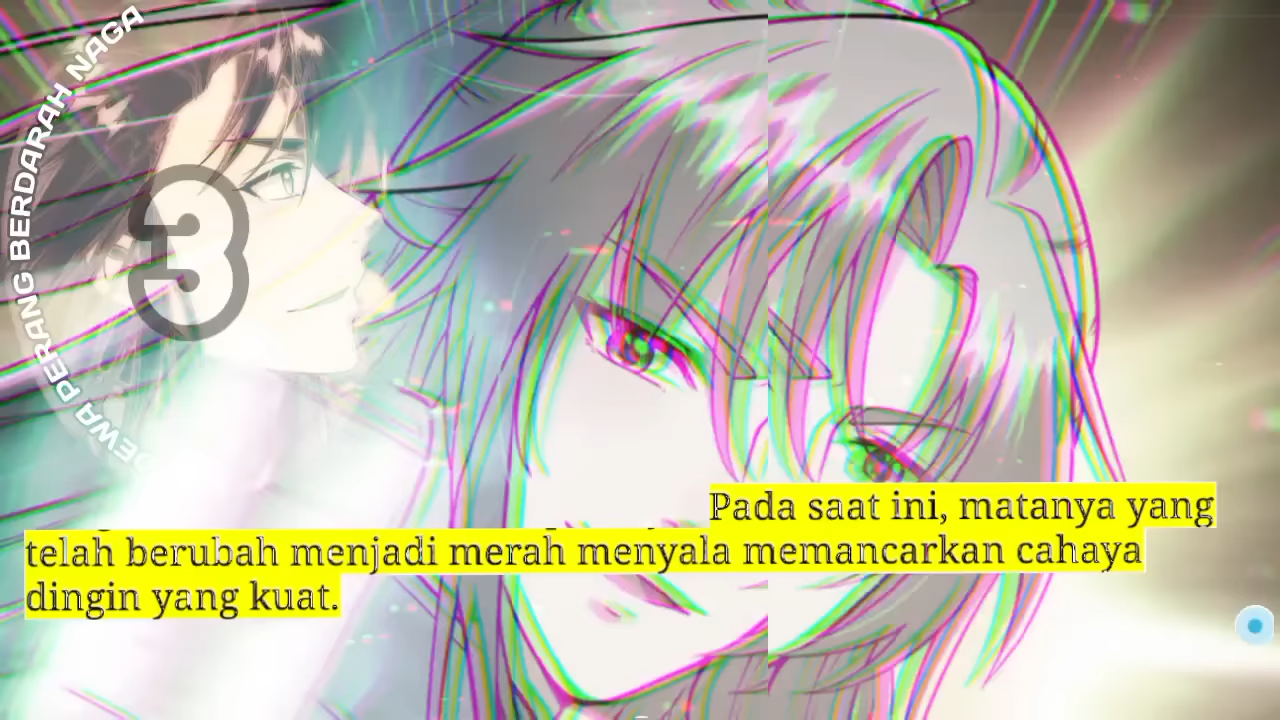 DEWA PERANG BERDARAH NAGA
3
Pada saat ini, matanya yang
telah berubah menjadi merah menyala memancarkan cahaya
dingin yang kuat.